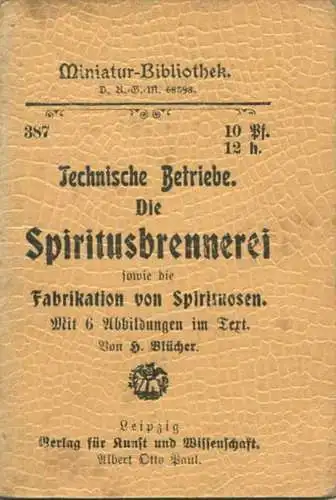 Miniatur-Bibliothek.
D. R.-G.-M. 68598.
387
10 Pf.
12 h.
Technische Betriebe.
Die
Spiritusbrennerei
sowie die
Fabrikation von Spirituosen.
Mit 6 Abbildungen im Text.
Von H. Blücher.
Leipzig
Verlag für Kunst und Wissenschaft.
Albert Otto Paul.